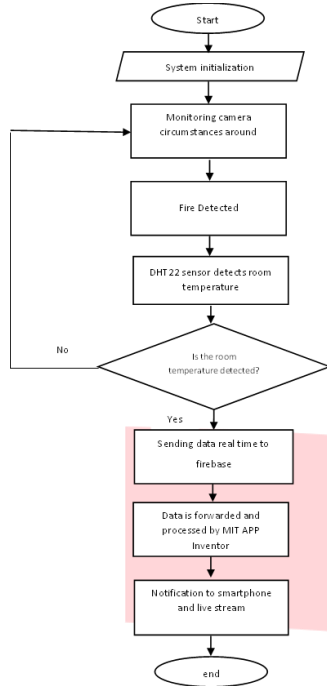 Start
System initialization
Monitoring camera
circumstances around
Fire Detected
DHT22 sensor detects room
temperature
Is the room
temperature detected?
No
Yes
Sending data real time to
firebase
Data is forwarded and
processed by MIT APP
Inventor
Notification to smartphone
and live stream
end